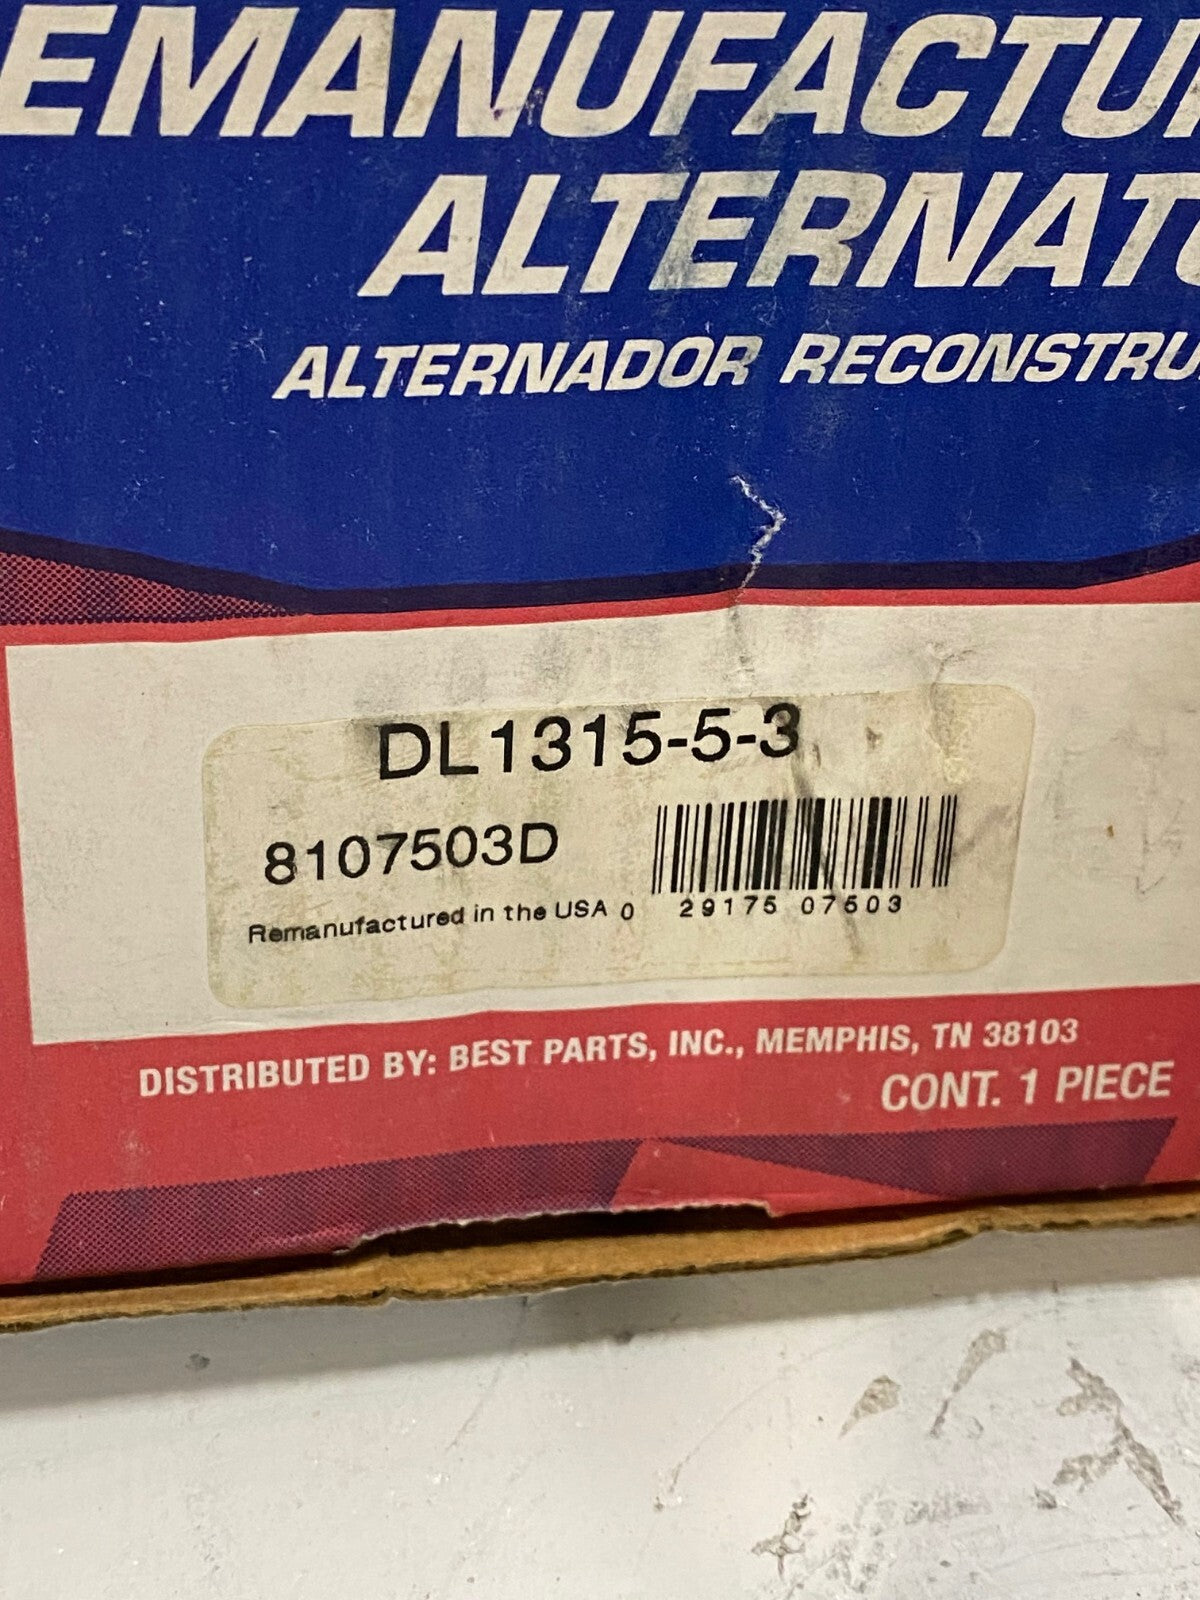 EMANUFACTU
ALTERNATO
ALTERNADOR RECONSTRU
DL1315-5-3
8107503D
Remanufactured in the USA 0 29175 07503
DISTRIBUTED BY: BEST PARTS, INC., MEMPHIS, TN 38103
CONT. 1 PIECE